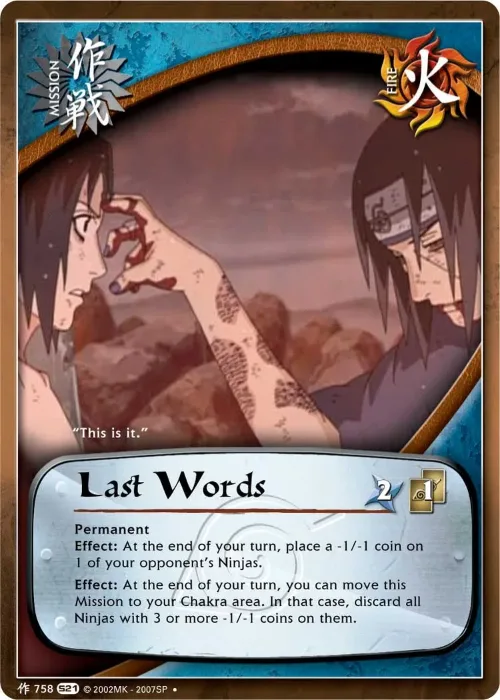 MISSION
作戦
FIRE
火
"This is it."
Last Words
2
1
Permanent
Effect: At the end of your turn, place a -1/-1 coin on
1 of your opponent's Ninjas.
Effect: At the end of your turn, you can move this
Mission to your Chakra area. In that case, discard all
Ninjas with 3 or more -1/-1 coins on them.
作 758 S21 © 2002MK - 2007SP •